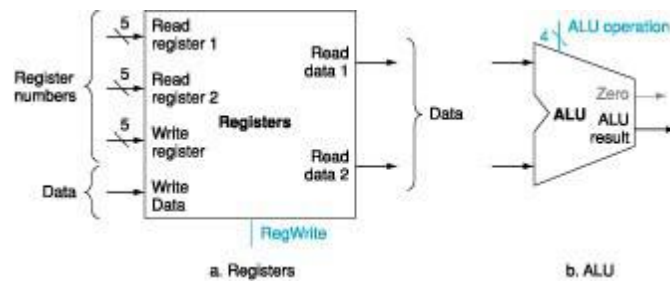 5
Read
register 1
5
Read
register 2
5
Write
register
Write
Data
Register
numbers
Data
Registers
Read
data 1
Read
data 2
Data
RegWrite
a. Registers
4
ALU operation
Zero
ALU
ALU
result
b. ALU